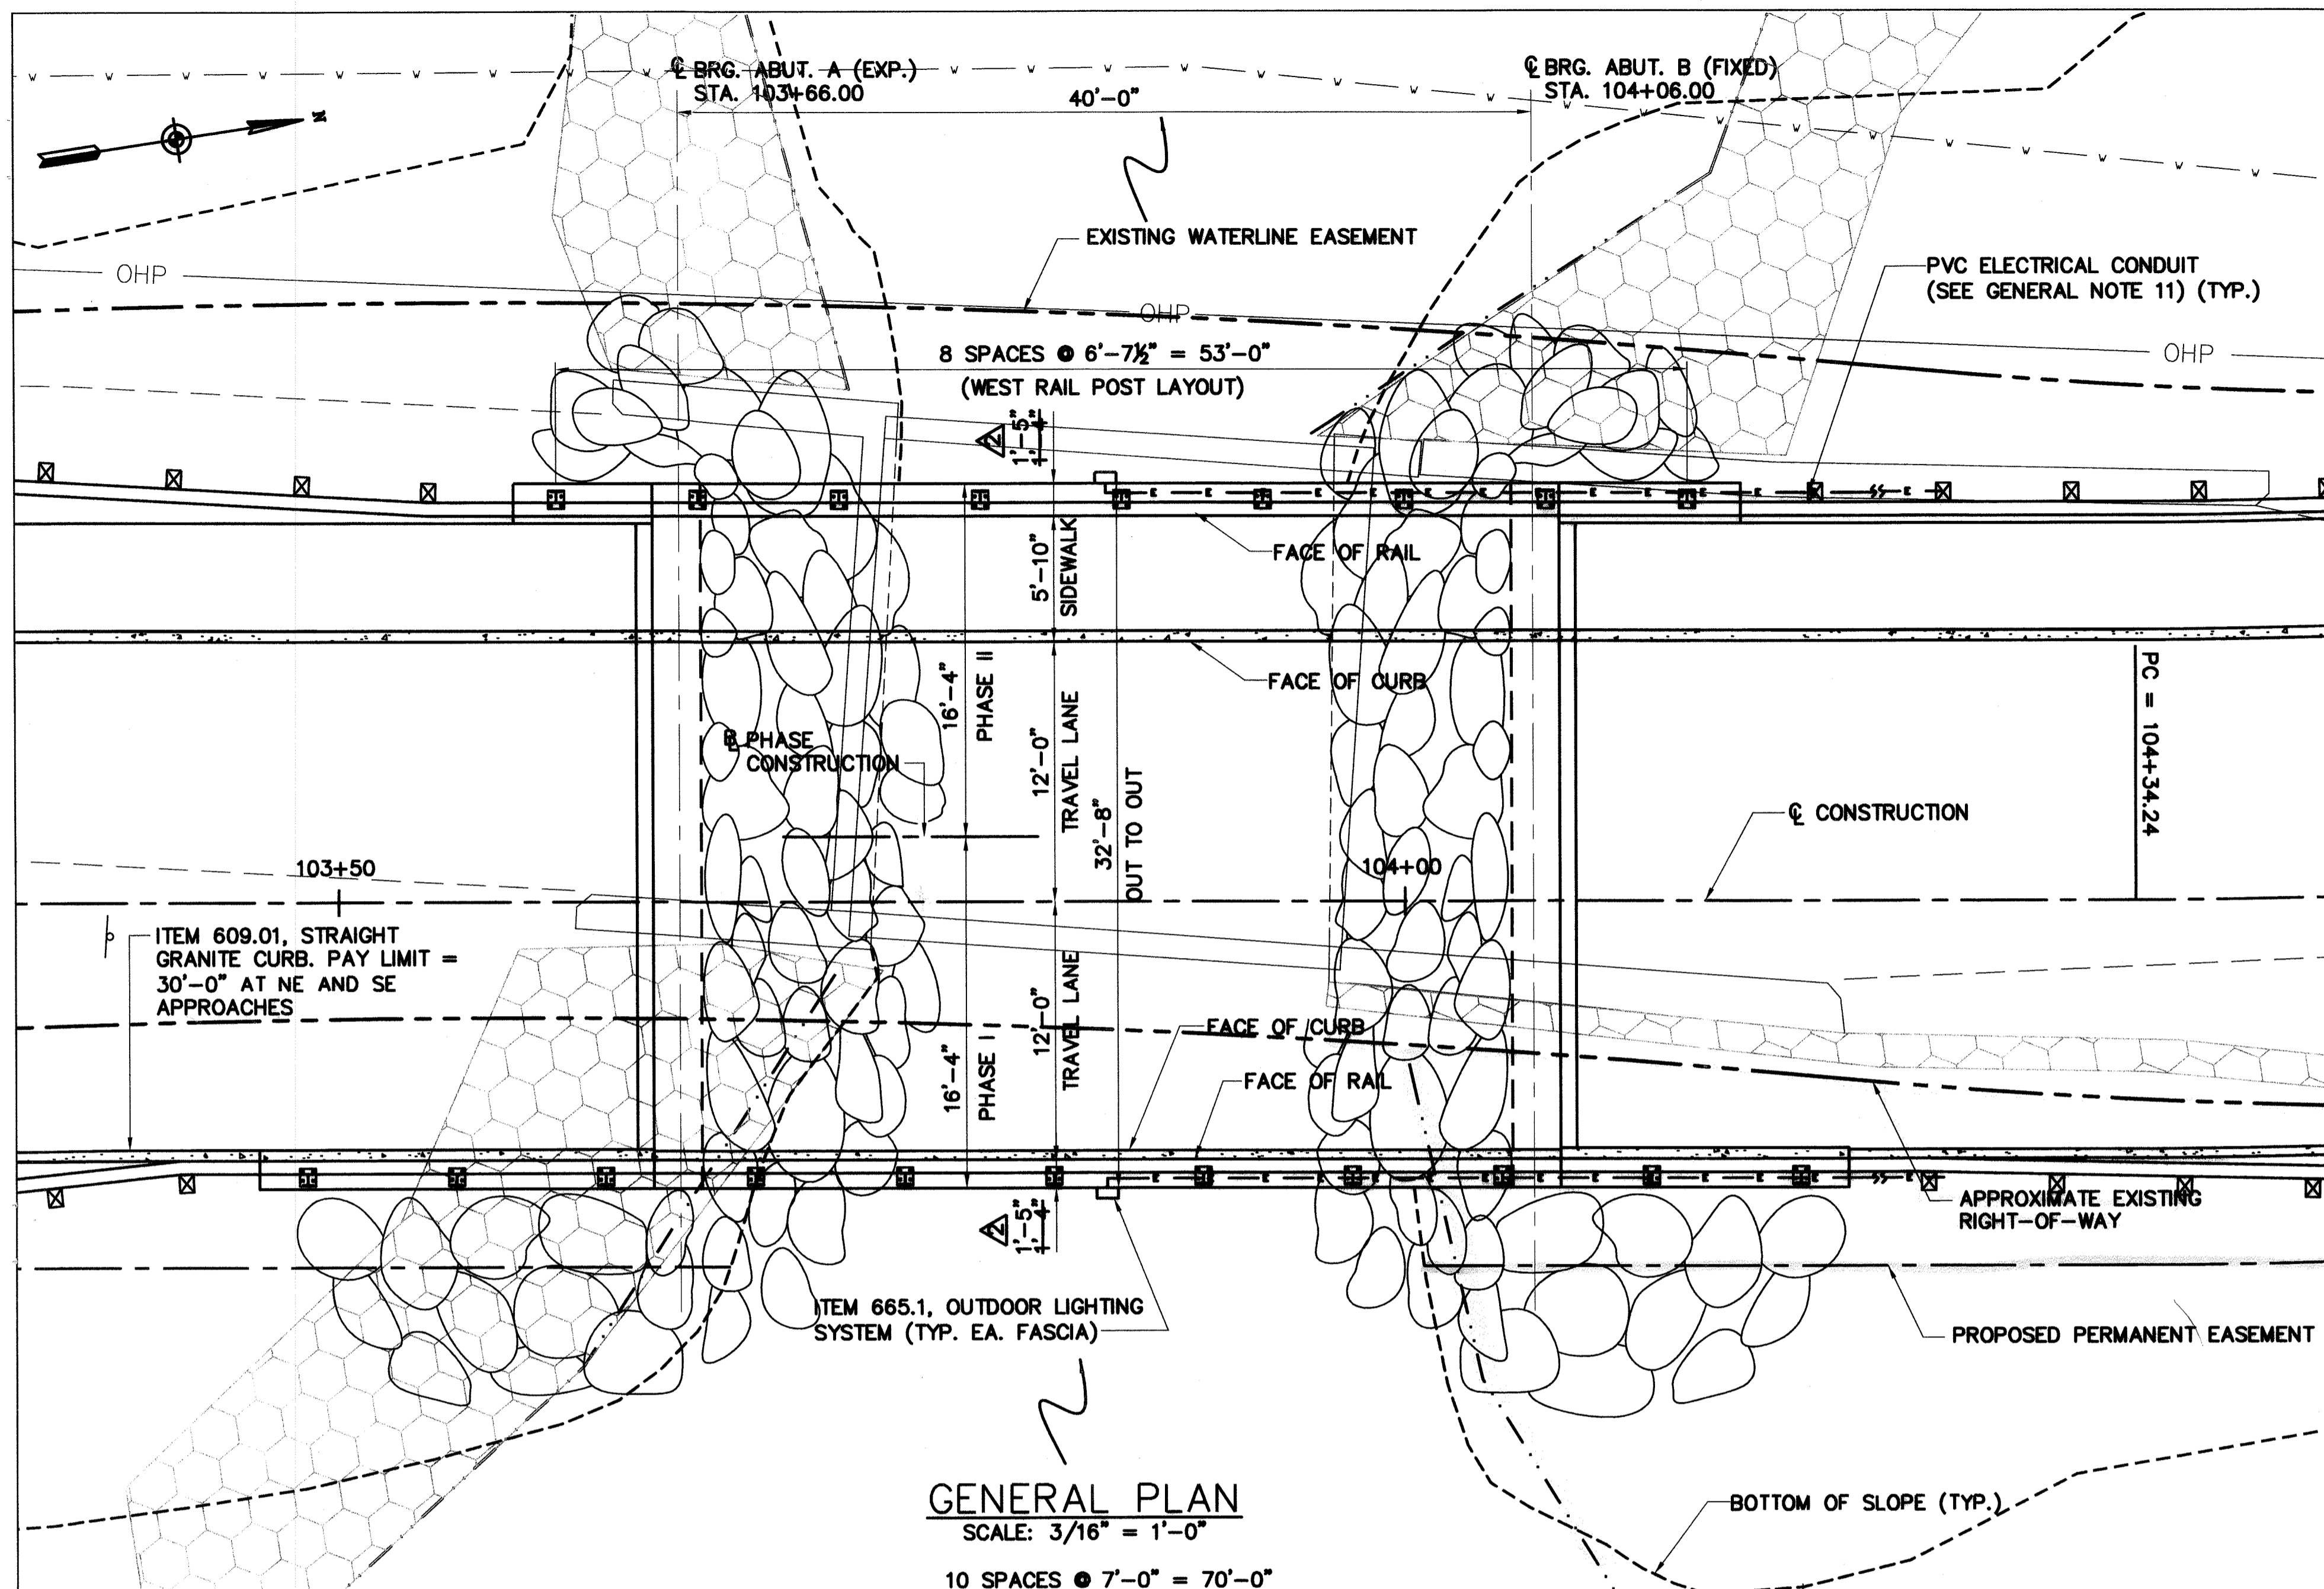 ℄ BRG. ABUT. A (EXP.)
STA. 103+66.00
40'-0"
℄ BRG. ABUT. B (FIXED)
STA. 104+06.00
N
EXISTING WATERLINE EASEMENT
PVC ELECTRICAL CONDUIT
(SEE GENERAL NOTE 11) (TYP.)
OHP
OHP
OHP
8 SPACES @ 6'-7½" = 53'-0"
(WEST RAIL POST LAYOUT)
2
1'-5"
1'-4"
FACE OF RAIL
5'-10"
SIDEWALK
FACE OF CURB
16'-4"
PHASE II
12'-0"
TRAVEL LANE
32'-8"
OUT TO OUT
PHASE
CONSTRUCTION
PC = 104+34.24
℄ CONSTRUCTION
103+50
104+00
ITEM 609.01, STRAIGHT
GRANITE CURB. PAY LIMIT =
30'-0" AT NE AND SE
APPROACHES
16'-4"
PHASE I
12'-0"
TRAVEL LANE
FACE OF CURB
FACE OF RAIL
APPROXIMATE EXISTING
RIGHT-OF-WAY
2
1'-5"
1'-4"
ITEM 665.1, OUTDOOR LIGHTING
SYSTEM (TYP. EA. FASCIA)
PROPOSED PERMANENT EASEMENT
GENERAL PLAN
SCALE: 3/16" = 1'-0"
BOTTOM OF SLOPE (TYP.)
10 SPACES @ 7'-0" = 70'-0"